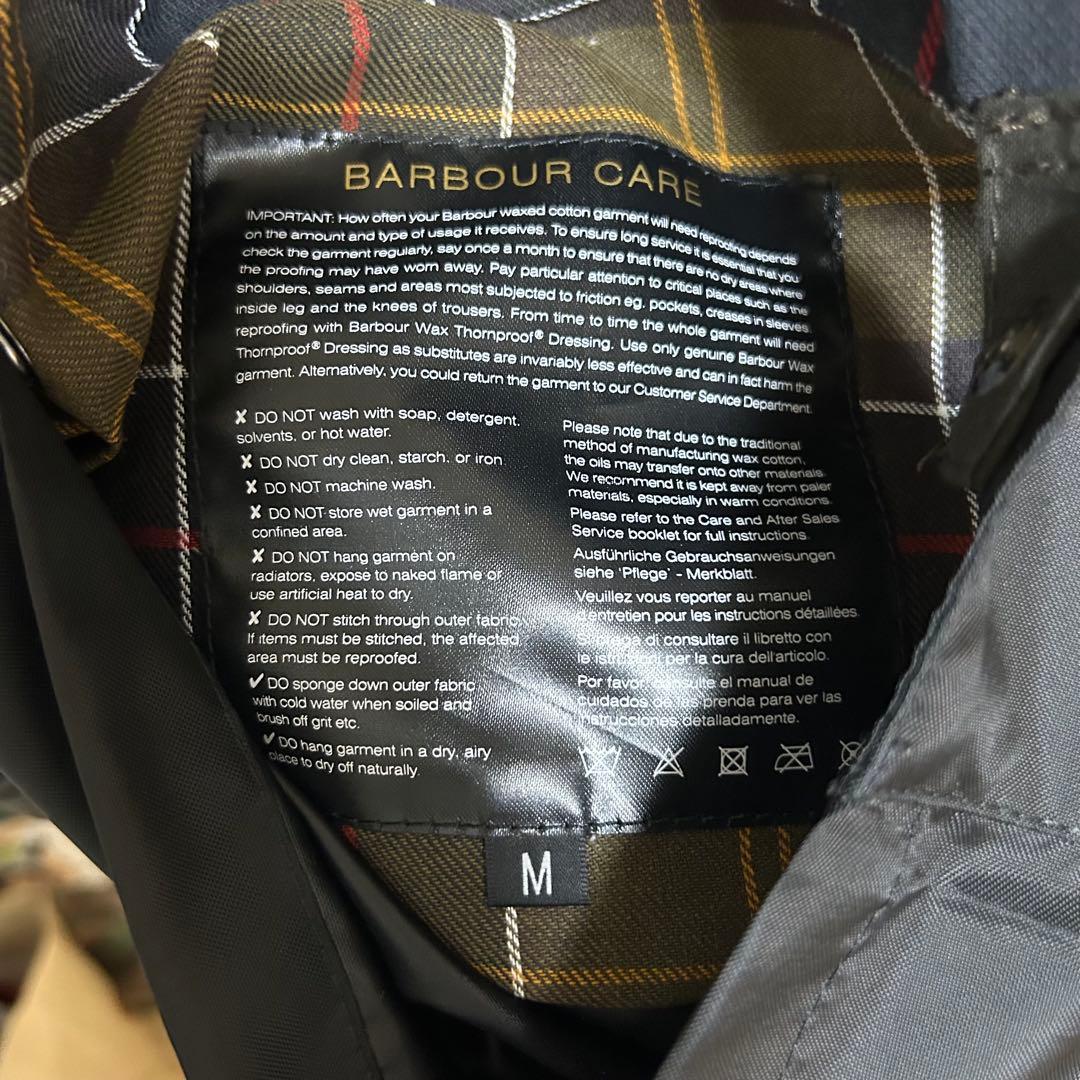 BARBOUR CARE
IMPORTANT: How often your Barbour waxed cotton garment will need reproofing depends
on the amount and type of usage it receives. To ensure long service it is essential that you
check the garment regularly, say once a month to ensure that there are no dry areas where
the proofing may have worn away. Pay particular attention to critical places such as the
shoulders, seams and areas most subjected to friction eg. pockets, creases in sleeves
inside leg and the knees of trousers. From time to time the whole garment will need
reproofing with Barbour Wax Thornproof® Dressing. Use only genuine Barbour Wax
Thornproof® Dressing as substitutes are invariably less effective and can in fact harm the
garment. Alternatively, you could return the garment to our Customer Service Department.
✘ DO NOT wash with soap, detergent,
solvents, or hot water.
✘ DO NOT dry clean, starch, or iron
✘ DO NOT machine wash.
✘ DO NOT store wet garment in a
confined area.
✘ DO NOT hang garment on
radiators, expose to naked flame or
use artificial heat to dry.
✘ DO NOT stitch through outer fabric.
If items must be stitched, the affected
area must be reproofed.
✔ DO sponge down outer fabric
with cold water when soiled and
brush off grit etc.
✔ DO hang garment in a dry, airy
place to dry off naturally.
Please note that due to the traditional
method of manufacturing wax cotton,
the oils may transfer onto other materials.
We recommend it is kept away from paler
materials, especially in warm conditions.
Please refer to the Care and After Sales
Service booklet for full instructions.
Ausführliche Gebrauchsanweisungen
siehe 'Pflege' - Merkblatt.
Veuillez vous reporter au manuel
d'entretien pour les instructions détaillées.
Si prega di consultare il libretto con
le istruzioni per la cura dell'articolo.
Por favor consulte el manual de
cuidados de las prenda para ver las
instrucciones detalladamente.
M